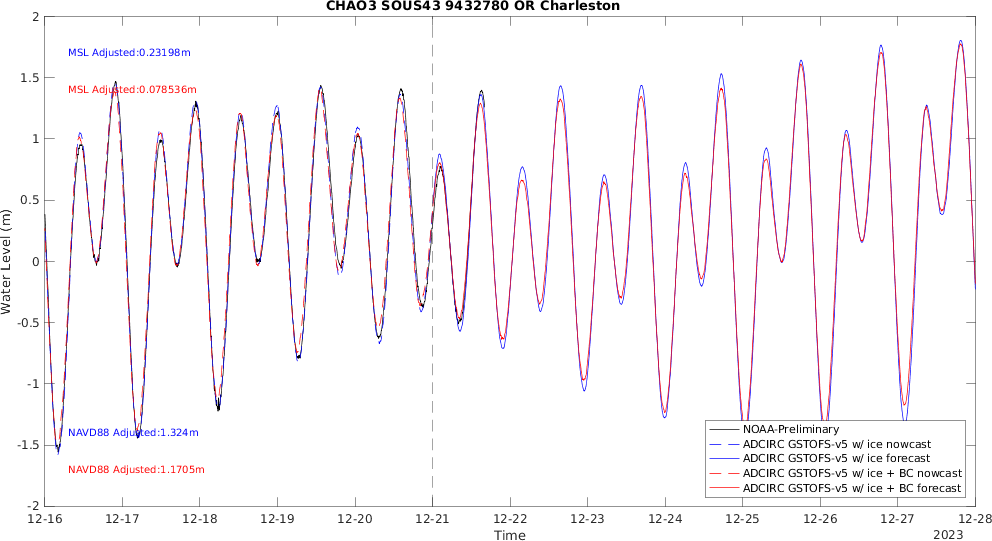 CHAO3 SOUS43 9432780 OR Charleston
2
1.5
1
0.5
0
-0.5
-1
-1.5
-2
Water Level (m)
MSL Adjusted:0.23198m
MSL Adjusted:0.078536m
NAVD88 Adjusted:1.324m
NAVD88 Adjusted:1.1705m
NOAA-Preliminary
ADCIRC GSTOFS-v5 w/ ice nowcast
ADCIRC GSTOFS-v5 w/ ice forecast
ADCIRC GSTOFS-v5 w/ ice + BC nowcast
ADCIRC GSTOFS-v5 w/ ice + BC forecast
12-16 12-17 12-18 12-19 12-20 12-21 12-22 12-23 12-24 12-25 12-26 12-27 12-28
Time
2023